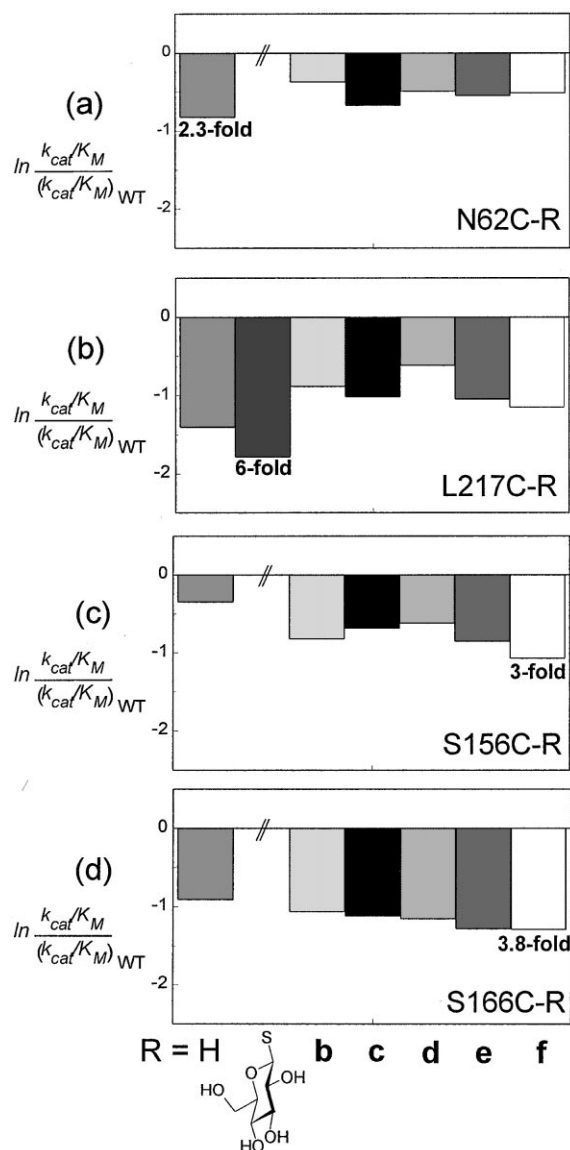 (a)
ln kcat/KM
(kcat/KM)WT
0
-1
-2
2.3-fold
N62C-R
(b)
ln kcat/KM
(kcat/KM)WT
0
-1
-2
6-fold
L217C-R
(c)
ln kcat/KM
(kcat/KM)WT
0
-1
-2
3-fold
S156C-R
(d)
ln kcat/KM
(kcat/KM)WT
0
-1
-2
3.8-fold
S166C-R
R = H b c d e f
S
O
OH
HO
OH
HO